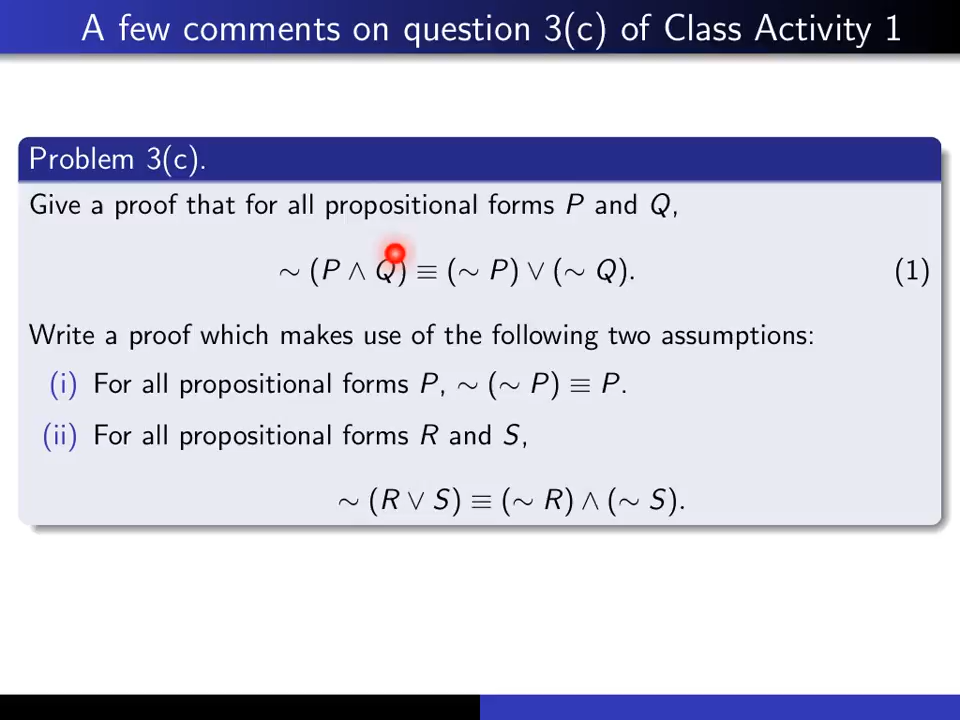 A few comments on question 3(c) of Class Activity 1
Problem 3(c).
Give a proof that for all propositional forms P and Q,
∼ (P ∧ Q) ≡ (∼ P) ∨ (∼ Q). (1)
Write a proof which makes use of the following two assumptions:
(i) For all propositional forms P, ∼ (∼ P) ≡ P.
(ii) For all propositional forms R and S,
∼ (R ∨ S) ≡ (∼ R) ∧ (∼ S).